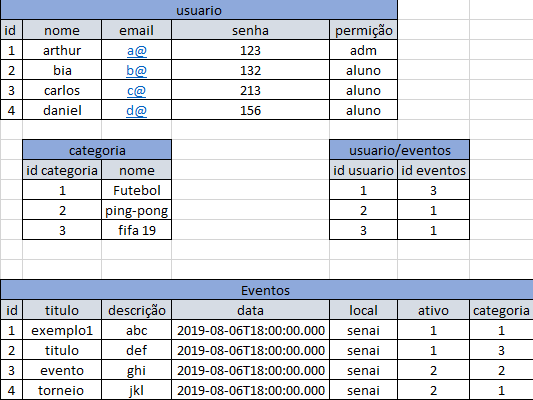 usuario
id nome email senha permição
1 arthur a@ 123 adm
2 bia b@ 132 aluno
3 carlos c@ 213 aluno
4 daniel d@ 156 aluno
categoria usuario/eventos
id categoria nome id usuario id eventos
1 Futebol 1 3
2 ping-pong 2 1
3 fifa 19 3 1
Eventos
id titulo descrição data local ativo categoria
1 exemplo1 abc 2019-08-06T18:00:00.000 senai 1 1
2 titulo def 2019-08-06T18:00:00.000 senai 1 3
3 evento ghi 2019-08-06T18:00:00.000 senai 2 2
4 torneio jkl 2019-08-06T18:00:00.000 senai 2 1